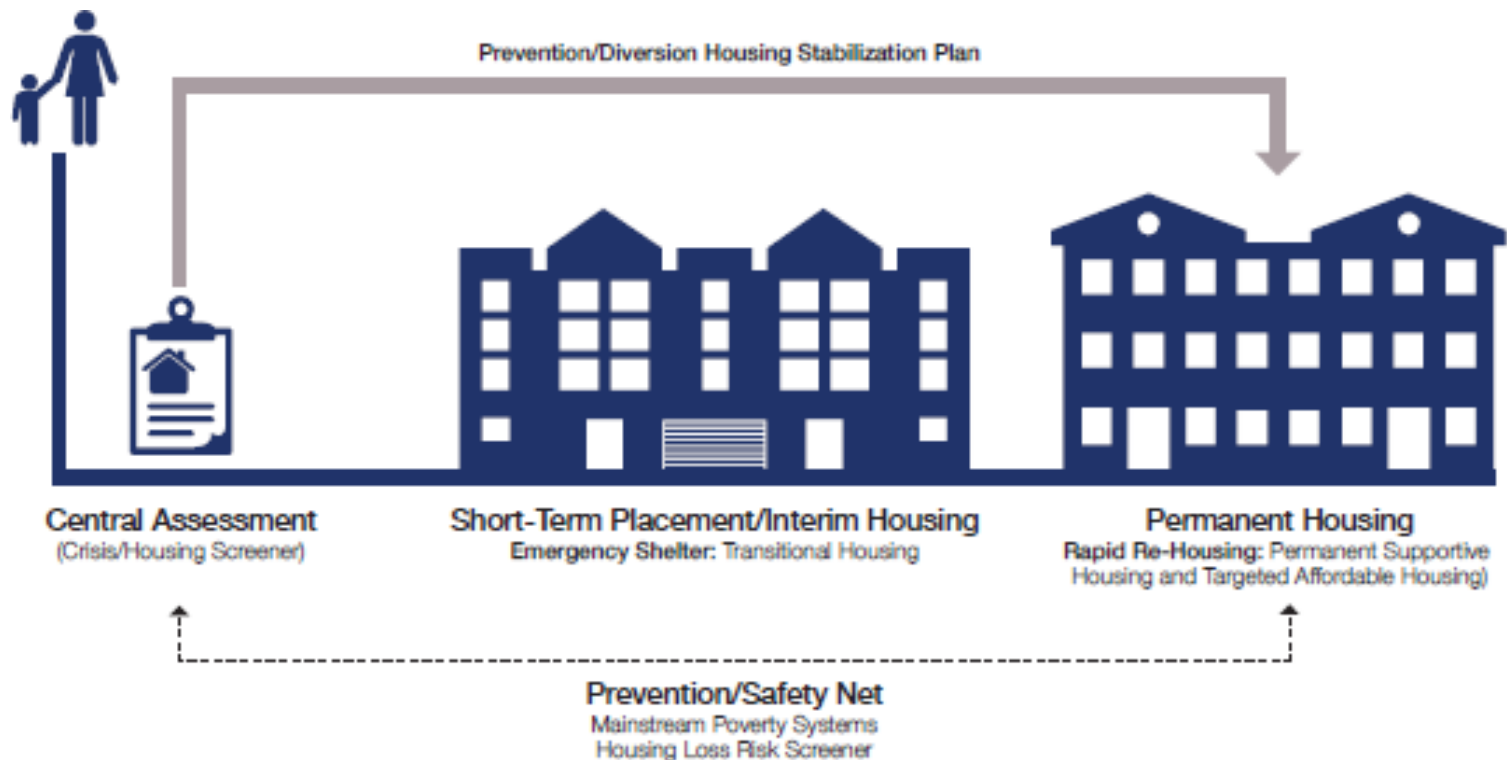 Prevention/Diversion Housing Stabilization Plan
Central Assessment
(Crisis/Housing Screener)
Short-Term Placement/Interim Housing
Emergency Shelter: Transitional Housing
Permanent Housing
Rapid Re-Housing: Permanent Supportive
Housing and Targeted Affordable Housing)
Prevention/Safety Net
Mainstream Poverty Systems
Housing Loss Risk Screener